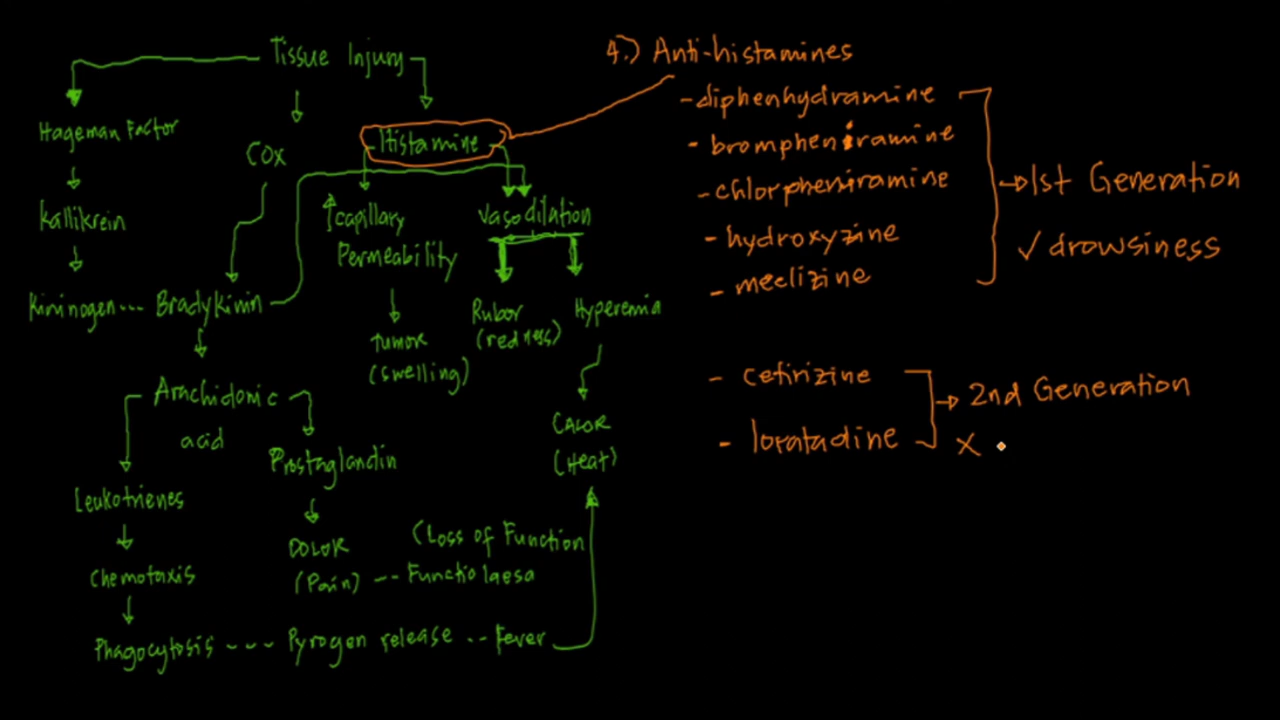 Tissue Injury
Hageman Factor
COX
Histamine
Kallikrein
↑capillary
Permeability
Vasodilation
Kininogen... Bradykinin
Tumor
(swelling)
Rubor
(redness)
Hyperemia
Arachidonic
acid
CALOR
(Heat)
Leukotrienes
Prostaglandin
Chemotaxis
DOLOR
(Pain) -- Functiolaesa
(Loss of Function
Phagocytosis --- Pyrogen release -- Fever
4.) Anti-histamines
- diphenhydramine
- brompheniramine
- chlorpheniramine
- hydroxyzine
- meclizine
1st Generation
✓ drowsiness
- cetirizine
- loratadine
2nd Generation
X